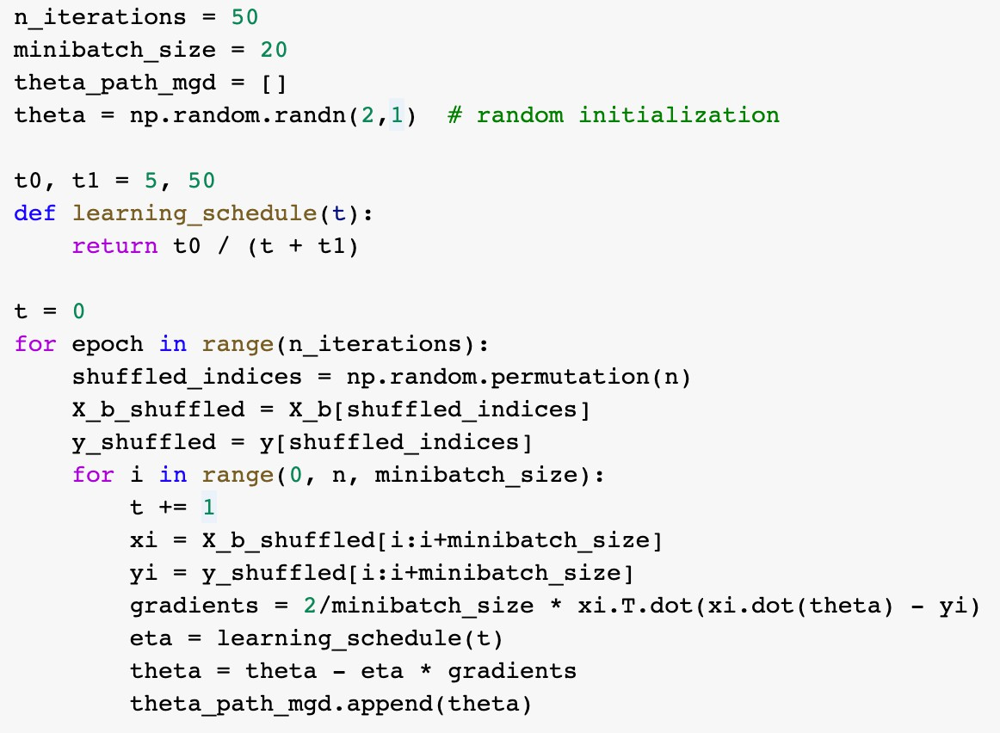 n_iterations = 50
minibatch_size = 20
theta_path_mgd = []
theta = np.random.randn(2,1)  # random initialization

t0, t1 = 5, 50
def learning_schedule(t):
    return t0 / (t + t1)

t = 0
for epoch in range(n_iterations):
    shuffled_indices = np.random.permutation(n)
    X_b_shuffled = X_b[shuffled_indices]
    y_shuffled = y[shuffled_indices]
    for i in range(0, n, minibatch_size):
        t += 1
        xi = X_b_shuffled[i:i+minibatch_size]
        yi = y_shuffled[i:i+minibatch_size]
        gradients = 2/minibatch_size * xi.T.dot(xi.dot(theta) - yi)
        eta = learning_schedule(t)
        theta = theta - eta * gradients
        theta_path_mgd.append(theta)